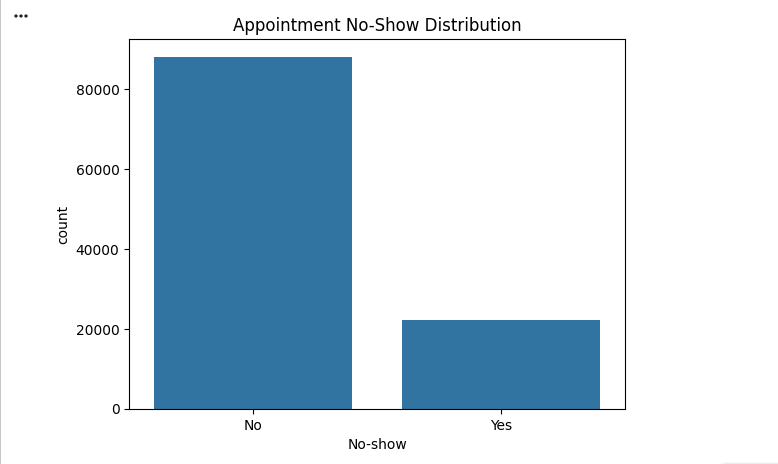 •••
Appointment No-Show Distribution
80000
60000
40000
20000
0
count
No
Yes
No-show